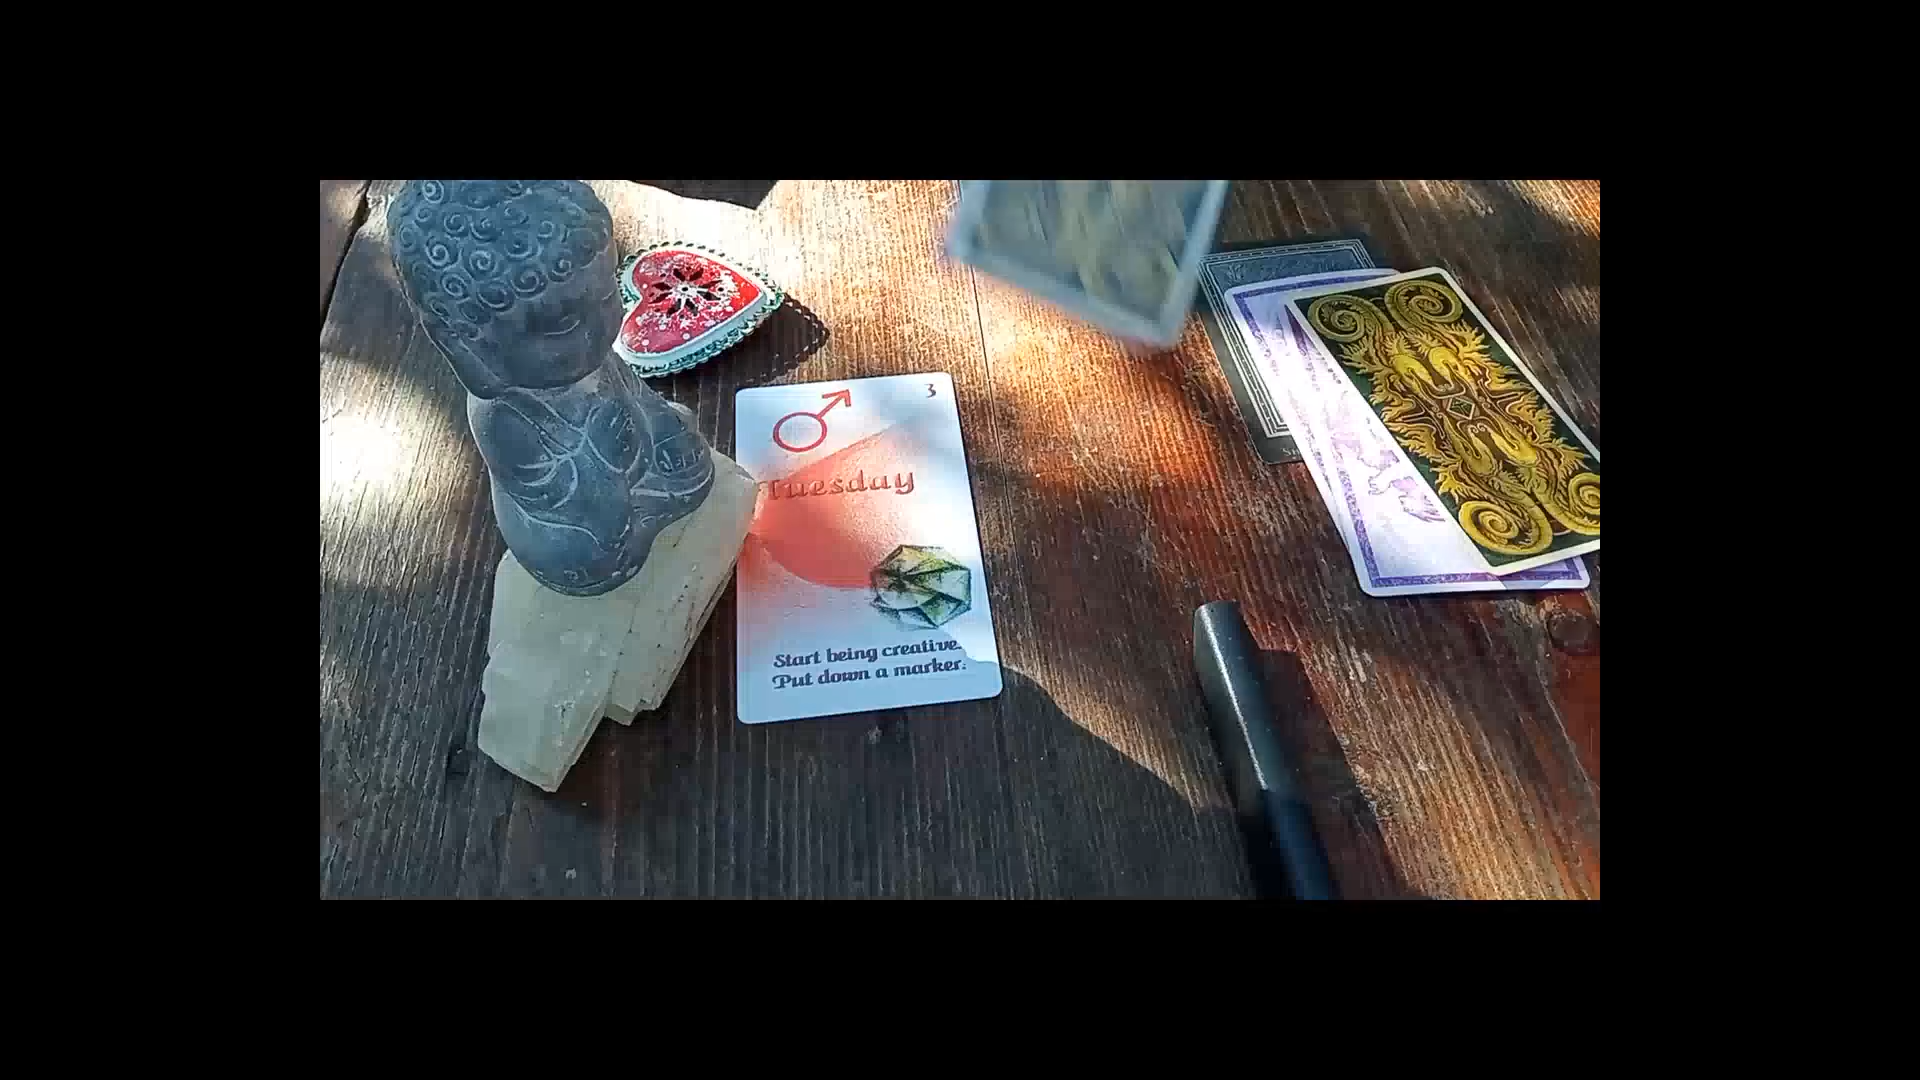 3
Tuesday
Start being creative.
Put down a marker.